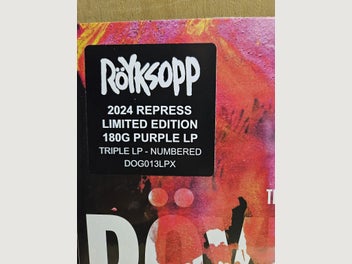 RÖYKSOPP
2024 REPRESS
LIMITED EDITION
180G PURPLE LP
TRIPLE LP - NUMBERED
DOG013LPX